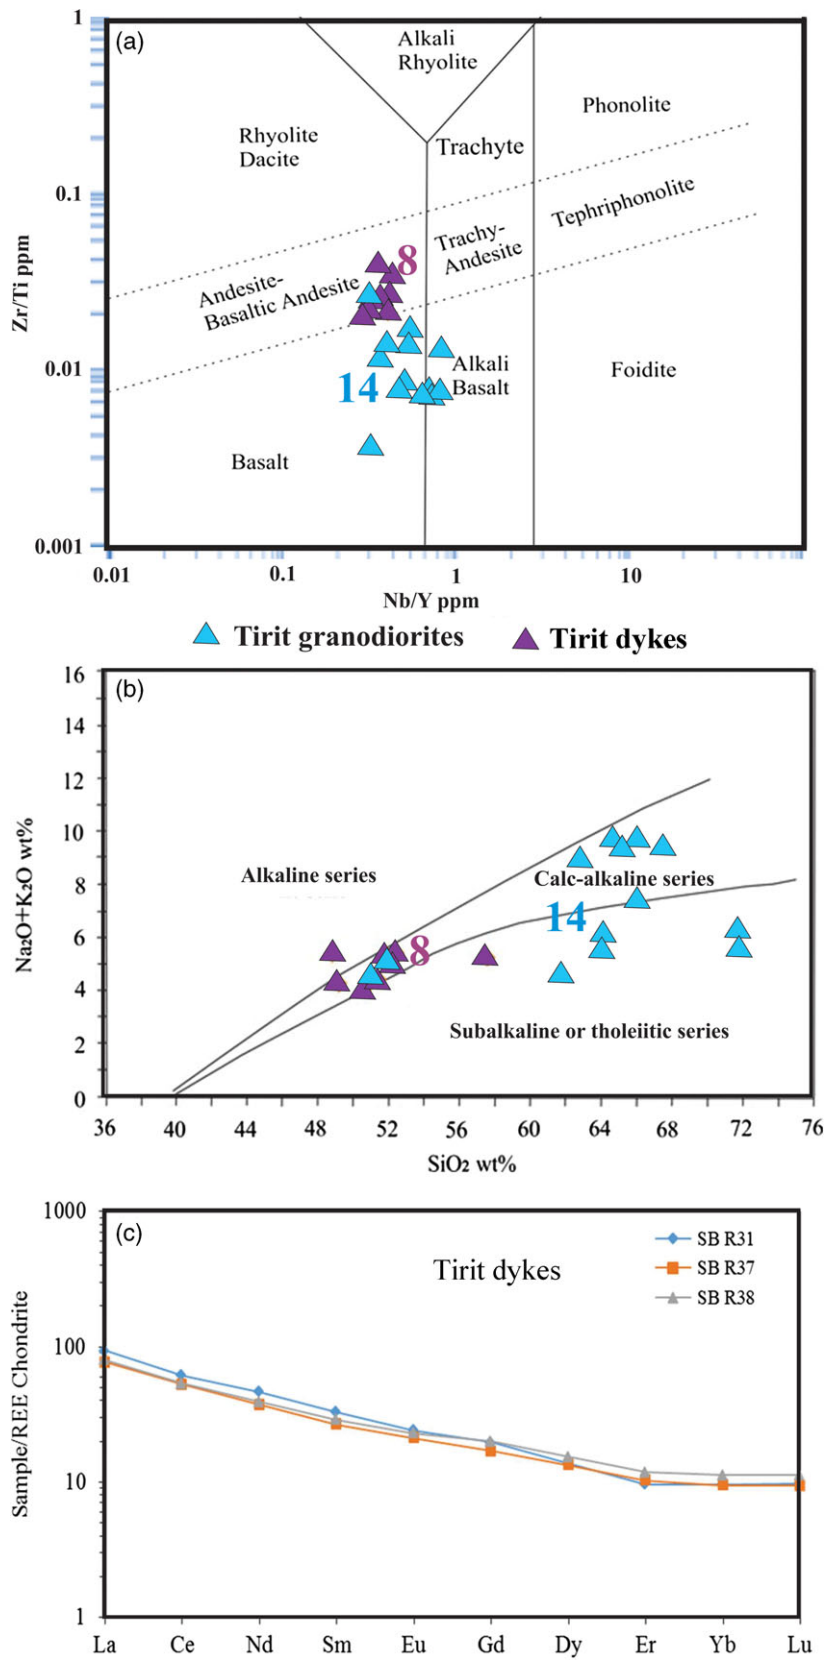 (a)
1
0.1
0.01
0.001
Zr/Ti ppm
Alkali
Rhyolite
Phonolite
Rhyolite
Dacite
Trachyte
Tephriphonolite
Trachy-
Andesite
Andesite-
Basaltic Andesite
8
14
Alkali
Basalt
Foidite
Basalt
0.01 0.1 1 10
Nb/Y ppm
Tirit granodiorites Tirit dykes
(b)
16
14
12
10
8
6
4
2
0
Na₂O+K₂O wt%
Alkaline series
Calc-alkaline series
14
8
Subalkaline or tholeiitic series
36 40 44 48 52 56 60 64 68 72 76
SiO₂ wt%
(c)
1000
100
10
1
Sample/REE Chondrite
Tirit dykes
SB R31
SB R37
SB R38
La Ce Nd Sm Eu Gd Dy Er Yb Lu